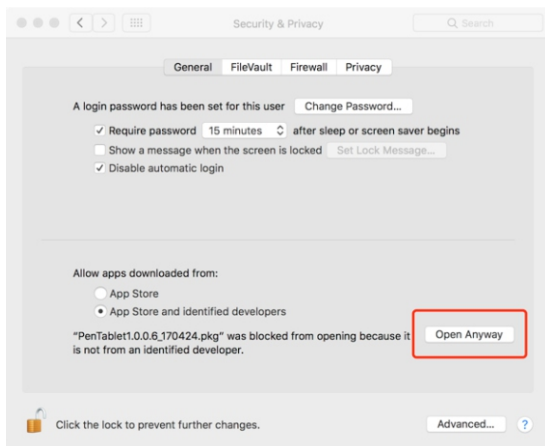 Security & Privacy
Search
General FileVault Firewall Privacy
A login password has been set for this user Change Password...
Require password 15 minutes after sleep or screen saver begins
Show a message when the screen is locked Set Lock Message...
Disable automatic login
Allow apps downloaded from:
App Store
App Store and identified developers
"PenTablet1.0.0.6_170424.pkg" was blocked from opening because it Open Anyway
is not from an identified developer.
Click the lock to prevent further changes. Advanced... ?